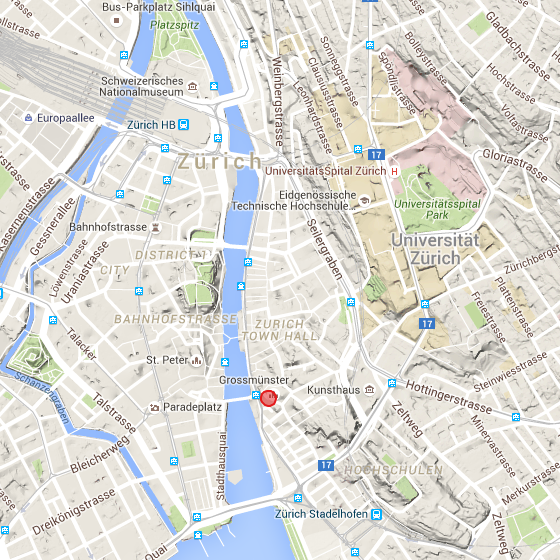 Bus-Parkplatz Sihlquai
Platzspitz
Gladbachstrasse
Sonneggstrasse
Bolleystrasse
Spöndlistrasse
Hochstrasse
Weinbergstrasse
Claustusstrasse
Leonhardstrasse
Schweizerisches
Nationalmuseum
Voltastrasse
Europaallee
Zürich HB
Zürich
17
Gloriastrasse
UniversitätsSpital Zürich H
Eidgenössische
Technische Hochschule...
Universitätsspital
Park
Kasernenstrasse
Gessnerallee
Bahnhofstrasse
Seilergraben
Universität
Zürich
Zürichbergst
Löwenstrasse
Uraniastrasse
DISTRICT 1
CITY
Plattenstrasse
Freiestrasse
BAHNHOFSTRASSE
ZURICH
TOWN HALL
17
Talacker
St. Peter
Steinwiesstrasse
Schanzengraben
Grossmünster
Kunsthaus
Hottingerstrasse
Talstrasse
Paradeplatz
Zeltweg
Minervastrasse
Bleicherweg
Stadthausquai
17
HOCHSCHULEN
Merkurstrasse
Dreikönigstrasse
Zürich Stadelhofen
Zeltweg
Quai